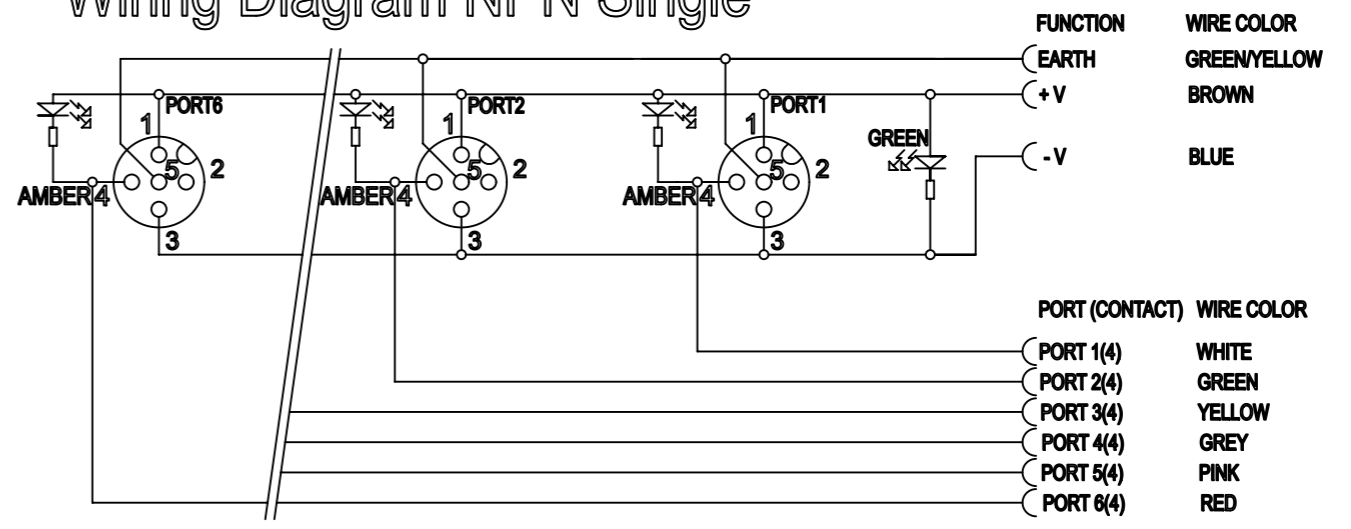 Wiring Diagram NPN Single
FUNCTION WIRE COLOR
EARTH GREEN/YELLOW
+ V BROWN
- V BLUE
PORT6 PORT2 PORT1
1 1 1
GREEN
5 2 5 2 5 2
AMBER 4 AMBER 4 AMBER 4
3 3 3
PORT (CONTACT) WIRE COLOR
PORT 1(4) WHITE
PORT 2(4) GREEN
PORT 3(4) YELLOW
PORT 4(4) GREY
PORT 5(4) PINK
PORT 6(4) RED